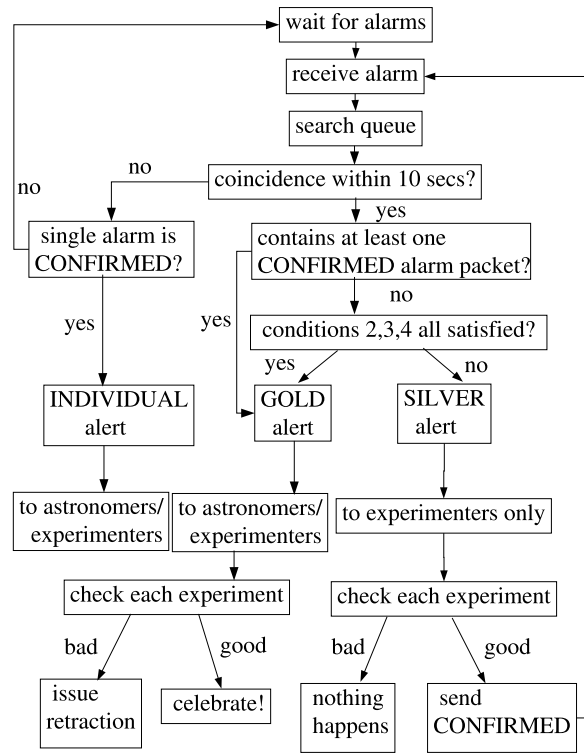 wait for alarms
receive alarm
search queue
no
coincidence within 10 secs?
no
yes
single alarm is
CONFIRMED?
contains at least one
CONFIRMED alarm packet?
no
yes
yes
conditions 2,3,4 all satisfied?
yes
no
INDIVIDUAL
alert
GOLD
alert
SILVER
alert
to astronomers/
experimenters
to astronomers/
experimenters
to experimenters only
check each experiment
check each experiment
bad
good
bad
good
issue
retraction
celebrate!
nothing
happens
send
CONFIRMED